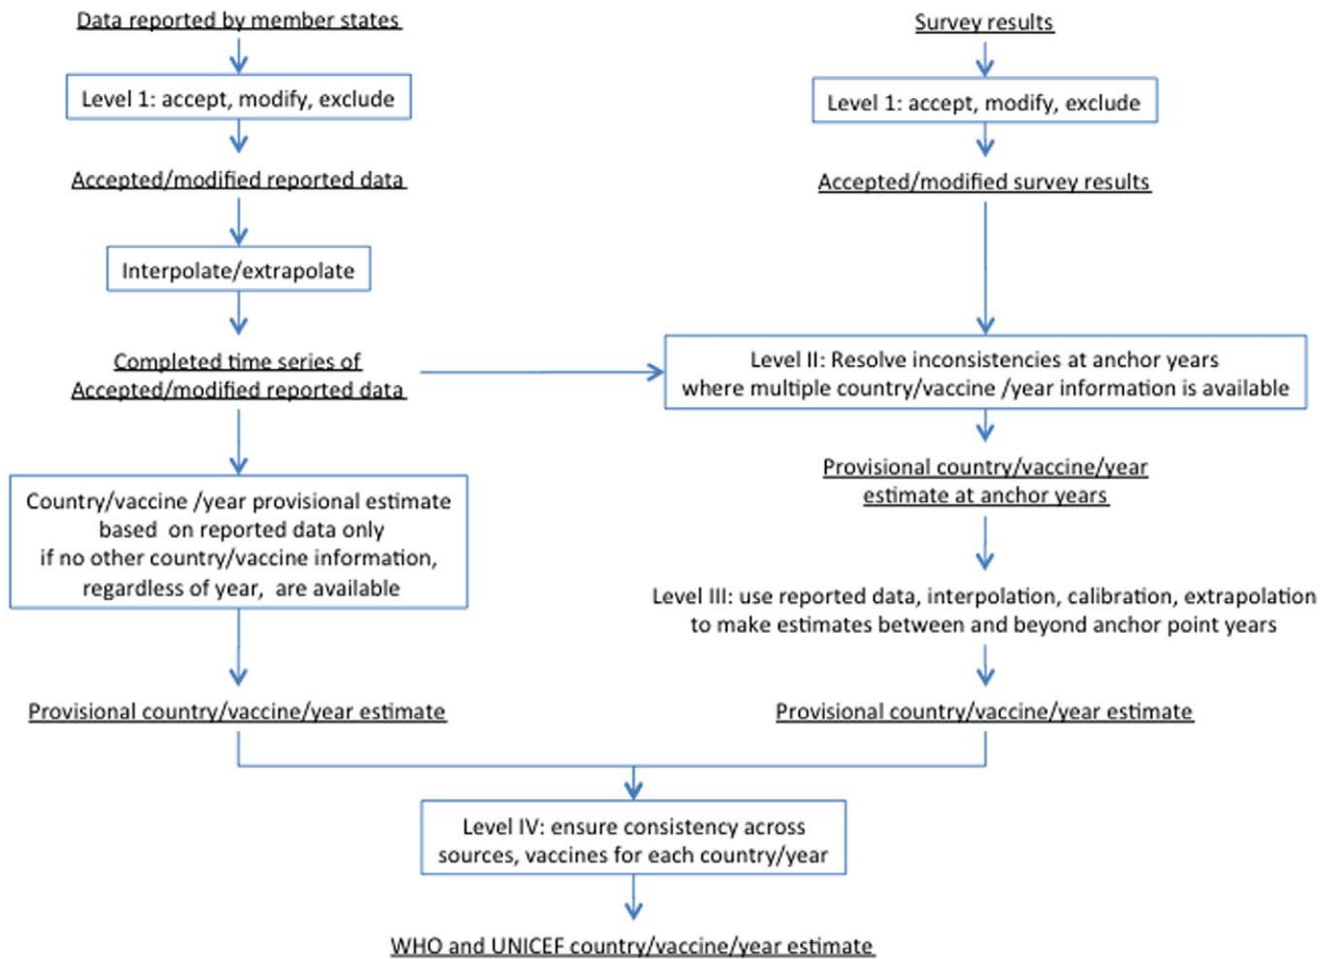 Data reported by member states
Level 1: accept, modify, exclude
Accepted/modified reported data
Interpolate/extrapolate
Completed time series of
Accepted/modified reported data
Country/vaccine /year provisional estimate
based on reported data only
if no other country/vaccine information,
regardless of year, are available
Provisional country/vaccine/year estimate
Survey results
Level 1: accept, modify, exclude
Accepted/modified survey results
Level II: Resolve inconsistencies at anchor years
where multiple country/vaccine /year information is available
Provisional country/vaccine/year
estimate at anchor years
Level III: use reported data, interpolation, calibration, extrapolation
to make estimates between and beyond anchor point years
Provisional country/vaccine/year estimate
Level IV: ensure consistency across
sources, vaccines for each country/year
WHO and UNICEF country/vaccine/year estimate